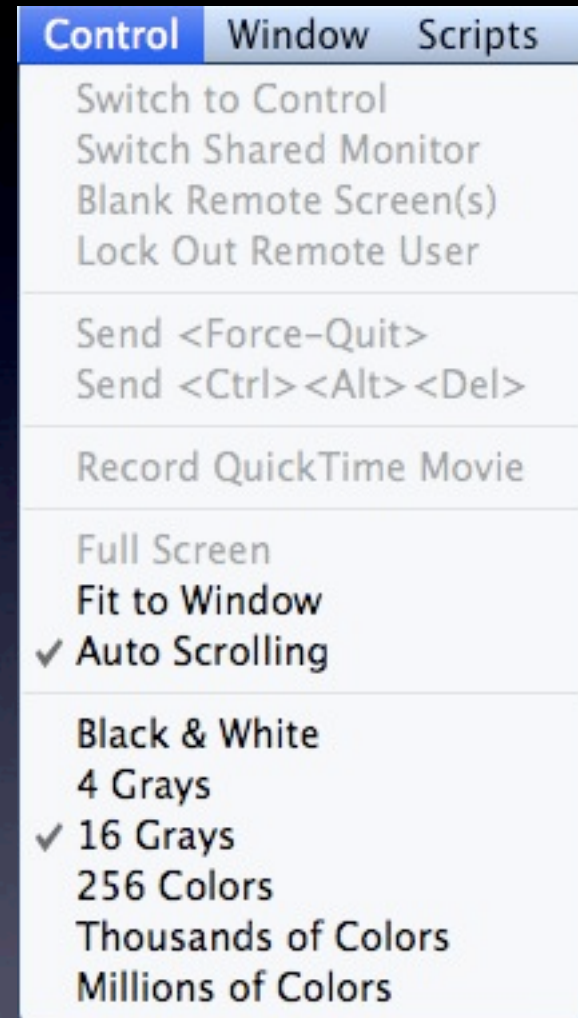 Control Window Scripts
Switch to Control
Switch Shared Monitor
Blank Remote Screen(s)
Lock Out Remote User
Send <Force-Quit>
Send <Ctrl><Alt><Del>
Record QuickTime Movie
Full Screen
Fit to Window
✓ Auto Scrolling
Black & White
4 Grays
✓ 16 Grays
256 Colors
Thousands of Colors
Millions of Colors